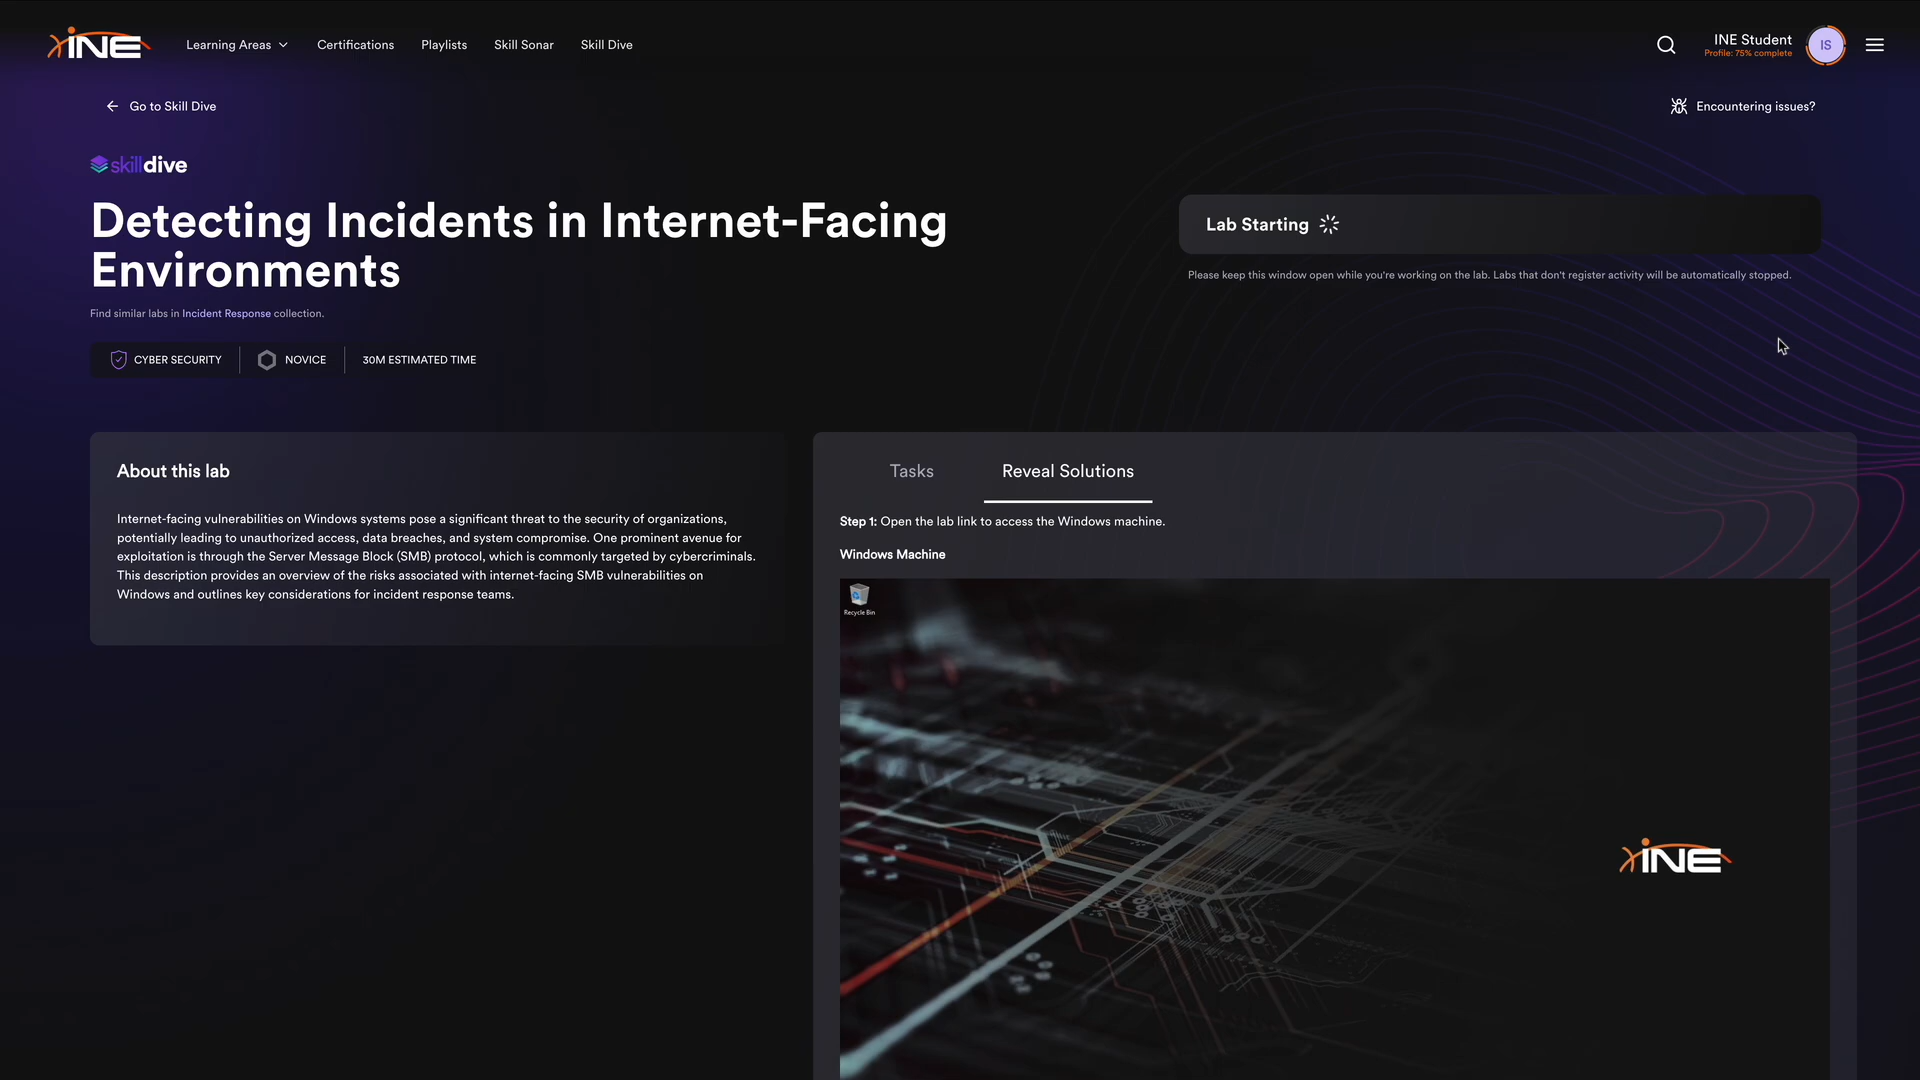 INE
Learning Areas
Certifications
Playlists
Skill Sonar
Skill Dive
INE Student
Profile: 75% complete
IS
Go to Skill Dive
Encountering issues?
skilldive
Detecting Incidents in Internet-Facing
Environments
Find similar labs in Incident Response collection.
CYBER SECURITY
NOVICE
30M ESTIMATED TIME
Lab Starting
Please keep this window open while you're working on the lab. Labs that don't register activity will be automatically stopped.
About this lab
Internet-facing vulnerabilities on Windows systems pose a significant threat to the security of organizations,
potentially leading to unauthorized access, data breaches, and system compromise. One prominent avenue for
exploitation is through the Server Message Block (SMB) protocol, which is commonly targeted by cybercriminals.
This description provides an overview of the risks associated with internet-facing SMB vulnerabilities on
Windows and outlines key considerations for incident response teams.
Tasks
Reveal Solutions
Step 1: Open the lab link to access the Windows machine.
Windows Machine
Recycle Bin
INE